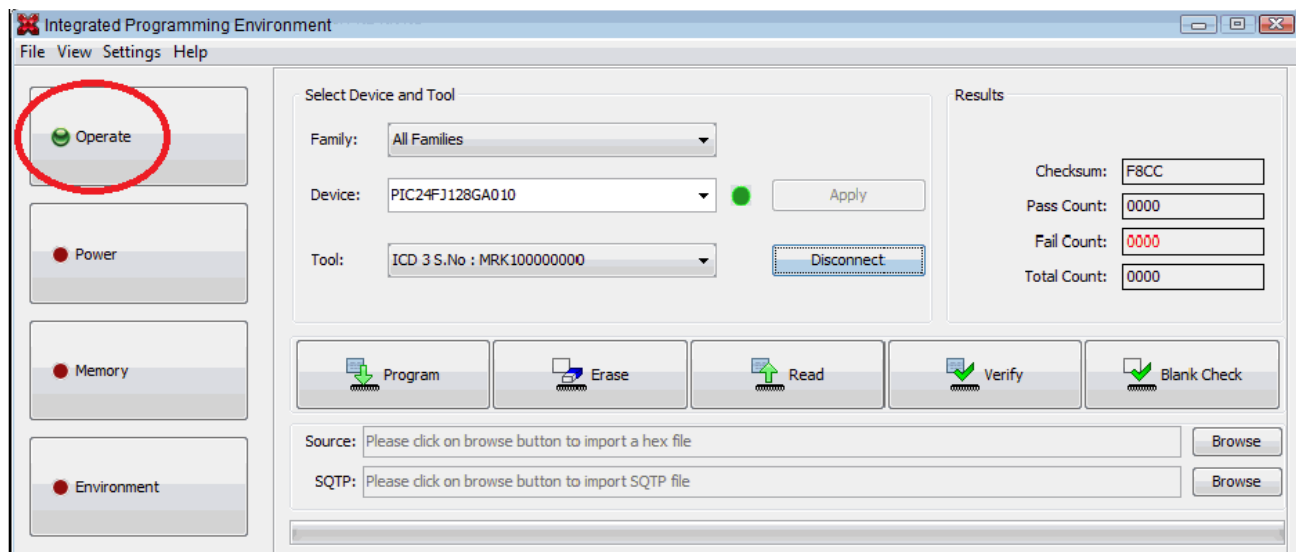 Integrated Programming Environment
File View Settings Help
Operate
Power
Memory
Environment
Select Device and Tool
Family: All Families
Device: PIC24FJ128GA010 Apply
Tool: ICD 3 S.No : MRK100000000 Disconnect
Results
Checksum: F8CC
Pass Count: 0000
Fail Count: 0000
Total Count: 0000
Program Erase Read Verify Blank Check
Source: Please click on browse button to import a hex file Browse
SQTP: Please click on browse button to import SQTP file Browse